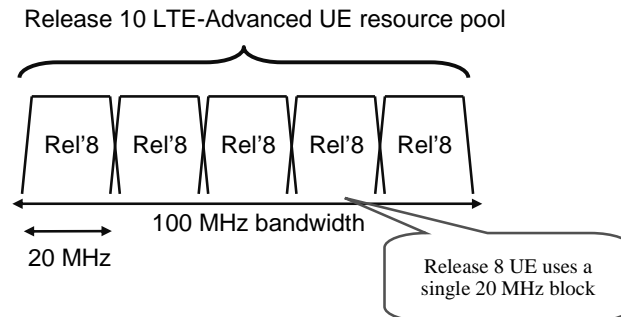 Release 10 LTE-Advanced UE resource pool
Rel'8 Rel'8 Rel'8 Rel'8 Rel'8
100 MHz bandwidth
20 MHz
Release 8 UE uses a
single 20 MHz block